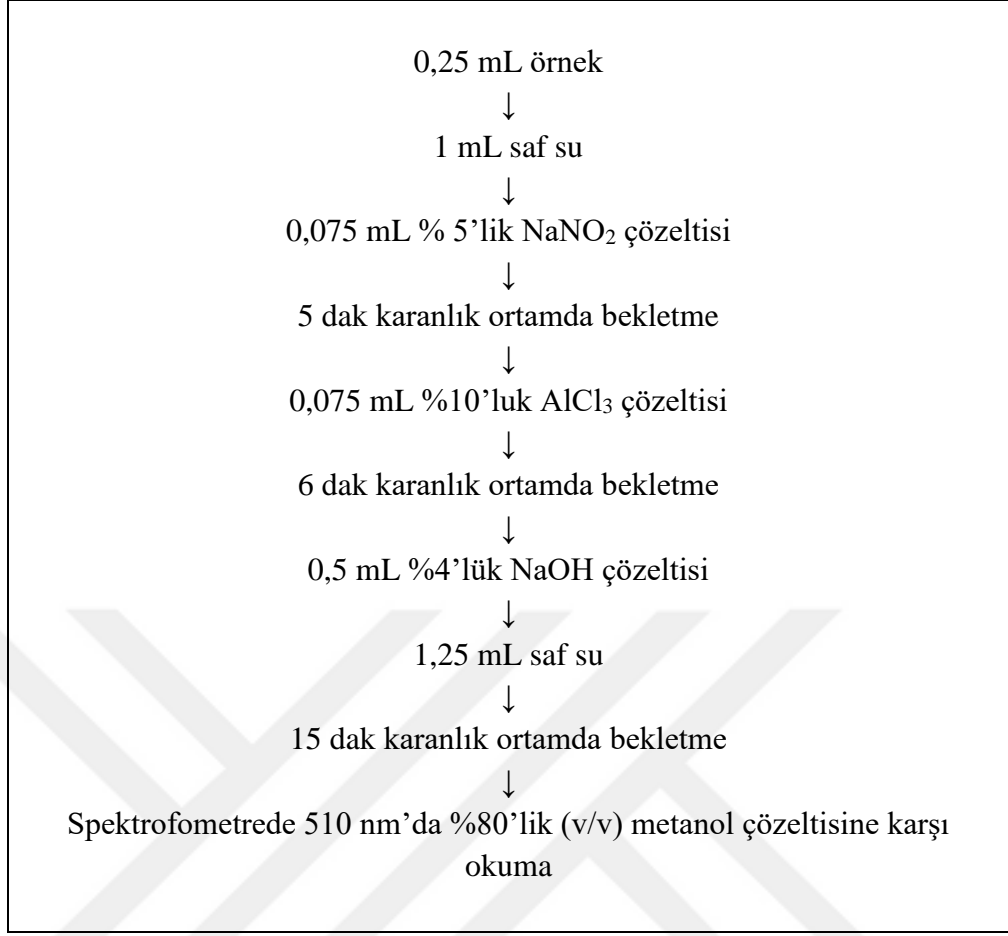 0,25 mL örnek
↓
1 mL saf su
↓
0,075 mL % 5’lik NaNO₂ çözeltisi
↓
5 dak karanlık ortamda bekletme
↓
0,075 mL %10’luk AlCl₃ çözeltisi
↓
6 dak karanlık ortamda bekletme
↓
0,5 mL %4’lük NaOH çözeltisi
↓
1,25 mL saf su
↓
15 dak karanlık ortamda bekletme
↓
Spektrofometrede 510 nm’da %80’lik (v/v) metanol çözeltisine karşı
okuma